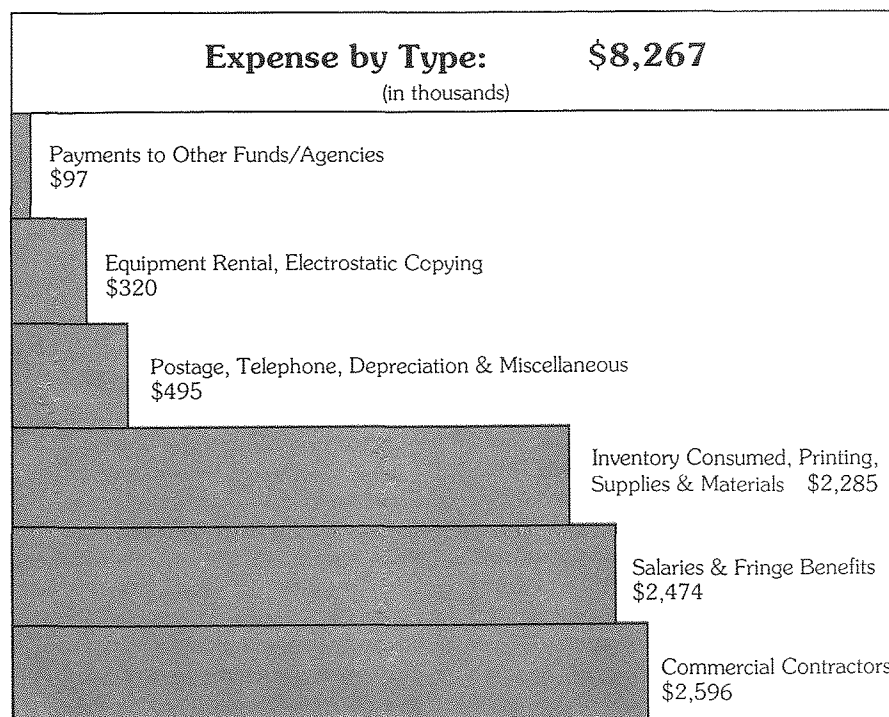 Expense by Type: $8,267
(in thousands)
Payments to Other Funds/Agencies
$97
Equipment Rental, Electrostatic Copying
$320
Postage, Telephone, Depreciation & Miscellaneous
$495
Inventory Consumed, Printing,
Supplies & Materials $2,285
Salaries & Fringe Benefits
$2,474
Commercial Contractors
$2,596